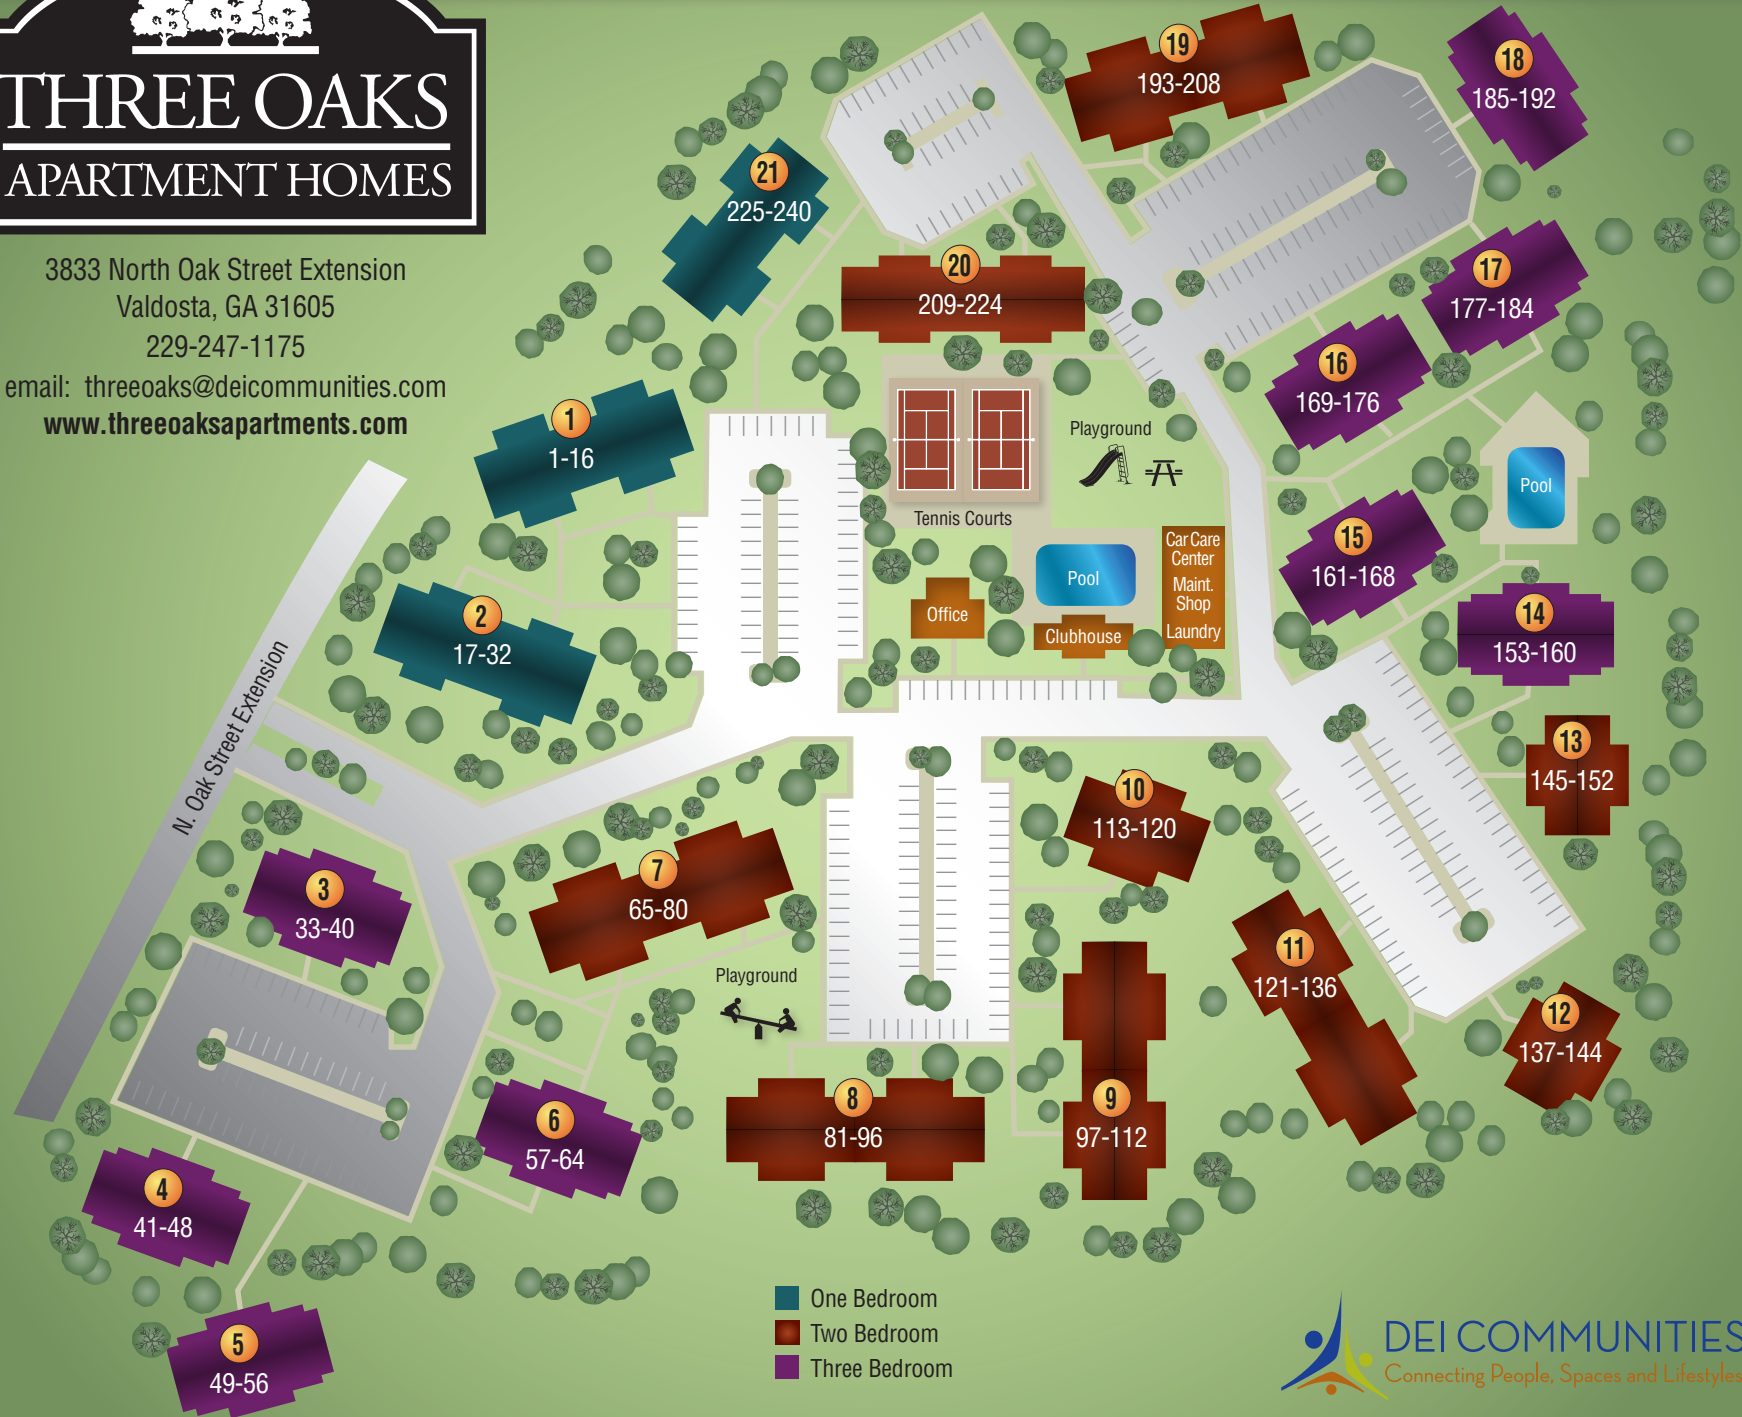 THREE OAKS
APARTMENT HOMES
3833 North Oak Street Extension
Valdosta, GA 31605
229-247-1175
email: threeoaks@deicommunities.com
www.threeoaksapartments.com
19
193-208
18
185-192
21
225-240
20
209-224
17
177-184
16
169-176
1
1-16
Playground
Tennis Courts
Pool
15
161-168
Car Care
Center
Maint.
Shop
Laundry
Pool
Office
Clubhouse
2
17-32
14
153-160
N. Oak Street Extension
13
145-152
10
113-120
3
33-40
7
65-80
11
121-136
Playground
12
137-144
6
57-64
8
81-96
9
97-112
4
41-48
5
49-56
One Bedroom
Two Bedroom
Three Bedroom
DEI COMMUNITIES
Connecting People, Spaces and Lifestyles